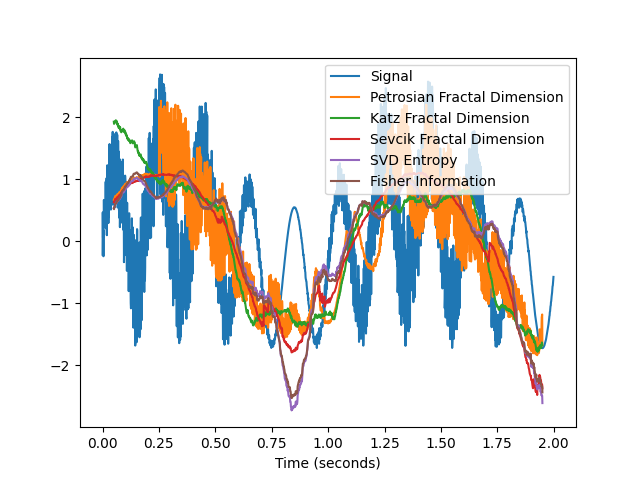 Signal
Petrosian Fractal Dimension
Katz Fractal Dimension
Sevcik Fractal Dimension
SVD Entropy
Fisher Information
2
1
0
−1
−2
0.00 0.25 0.50 0.75 1.00 1.25 1.50 1.75 2.00
Time (seconds)